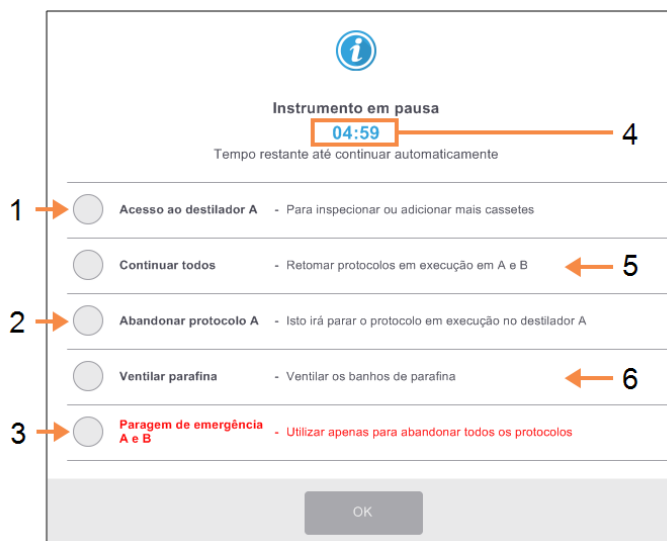 i
Instrumento em pausa
04:59
4
Tempo restante até continuar automaticamente
1
Acesso ao destilador A - Para inspecionar ou adicionar mais cassetes
Continuar todos - Retomar protocolos em execução em A e B
5
2
Abandonar protocolo A - Isto irá parar o protocolo em execução no destilador A
Ventilar parafina - Ventilar os banhos de parafina
6
3
Paragem de emergência
A e B
- Utilizar apenas para abandonar todos os protocolos
OK